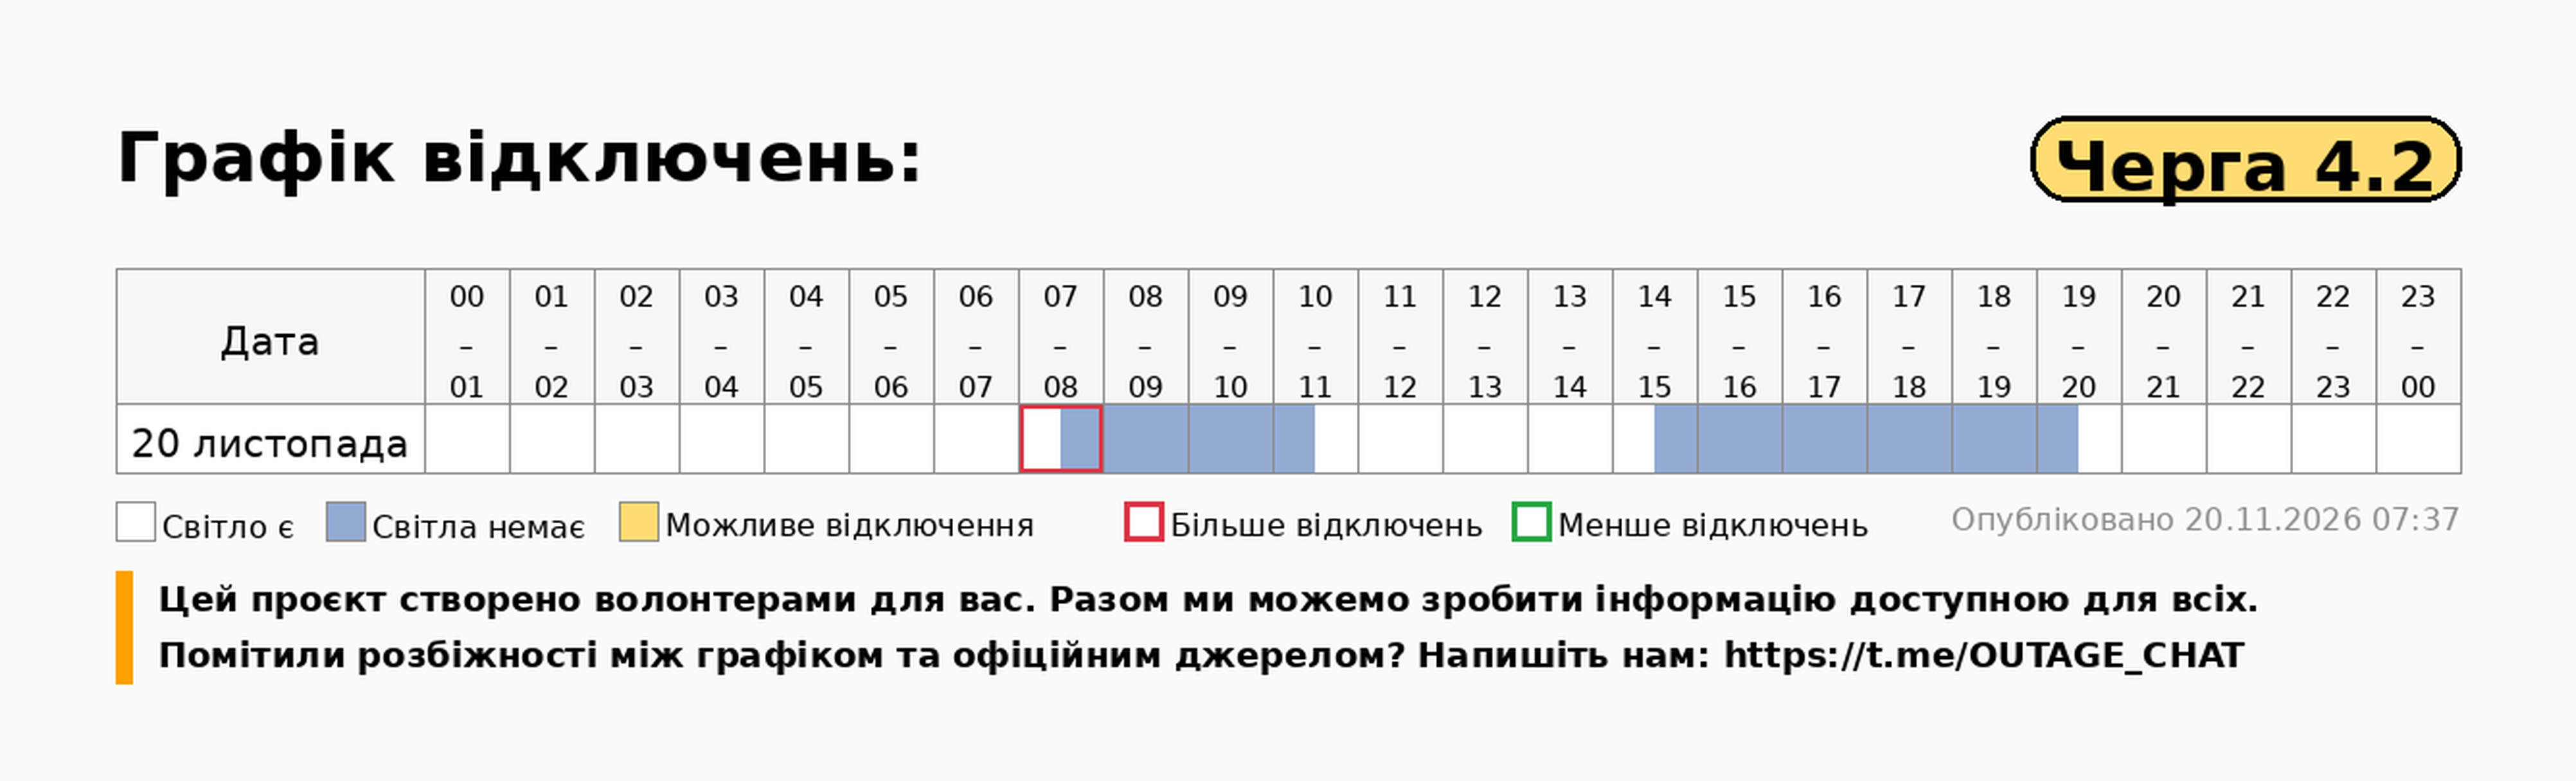 Графік відключень:
Черга 4.2
Дата 00 – 01 01 – 02 02 – 03 03 – 04 04 – 05 05 – 06 06 – 07 07 – 08 08 – 09 09 – 10 10 – 11 11 – 12 12 – 13 13 – 14 14 – 15 15 – 16 16 – 17 17 – 18 18 – 19 19 – 20 20 – 21 21 – 22 22 – 23 23 – 00
20 листопада
Світло є Світла немає Можливе відключення Більше відключень Менше відключень Опубліковано 20.11.2026 07:37
Цей проєкт створено волонтерами для вас. Разом ми можемо зробити інформацію доступною для всіх.
Помітили розбіжності між графіком та офіційним джерелом? Напишіть нам: https://t.me/OUTAGE_CHAT